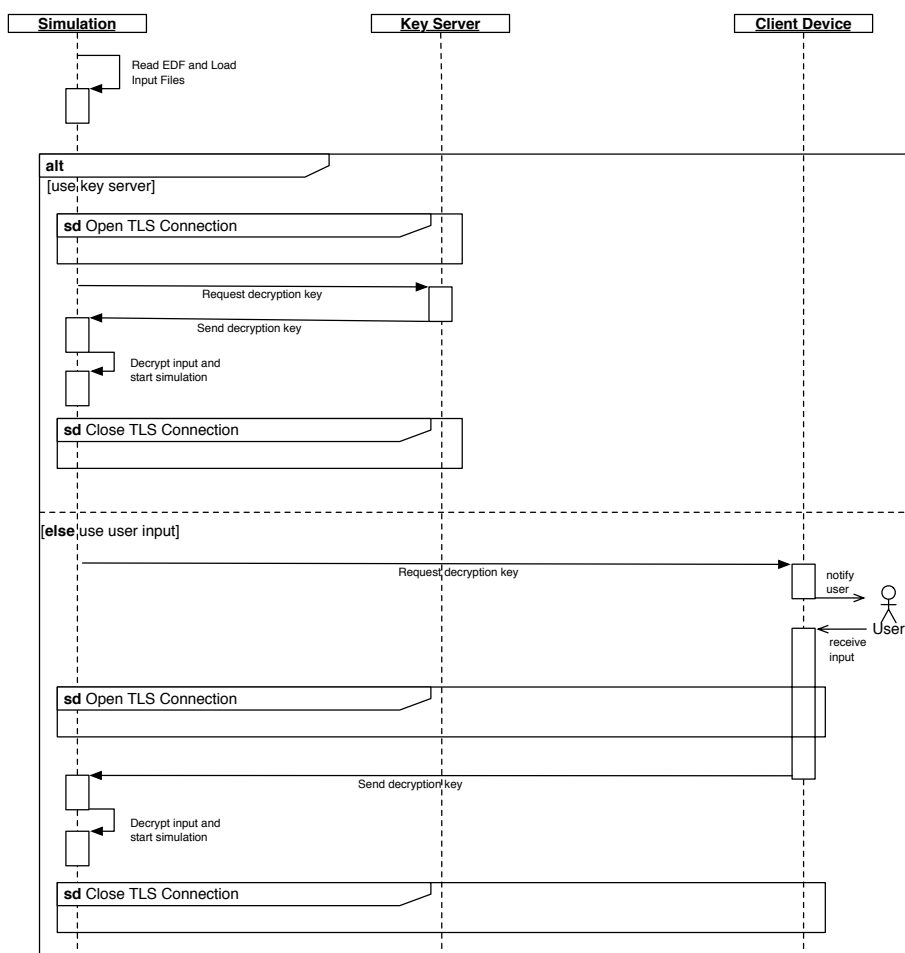 Simulation
Key Server
Client Device
Read EDF and Load
Input Files
alt
[use key server]
sd Open TLS Connection
Request decryption key
Send decryption key
Decrypt input and
start simulation
sd Close TLS Connection
[else use user input]
Request decryption key
notify
user
User
receive
input
sd Open TLS Connection
Send decryption key
Decrypt input and
start simulation
sd Close TLS Connection